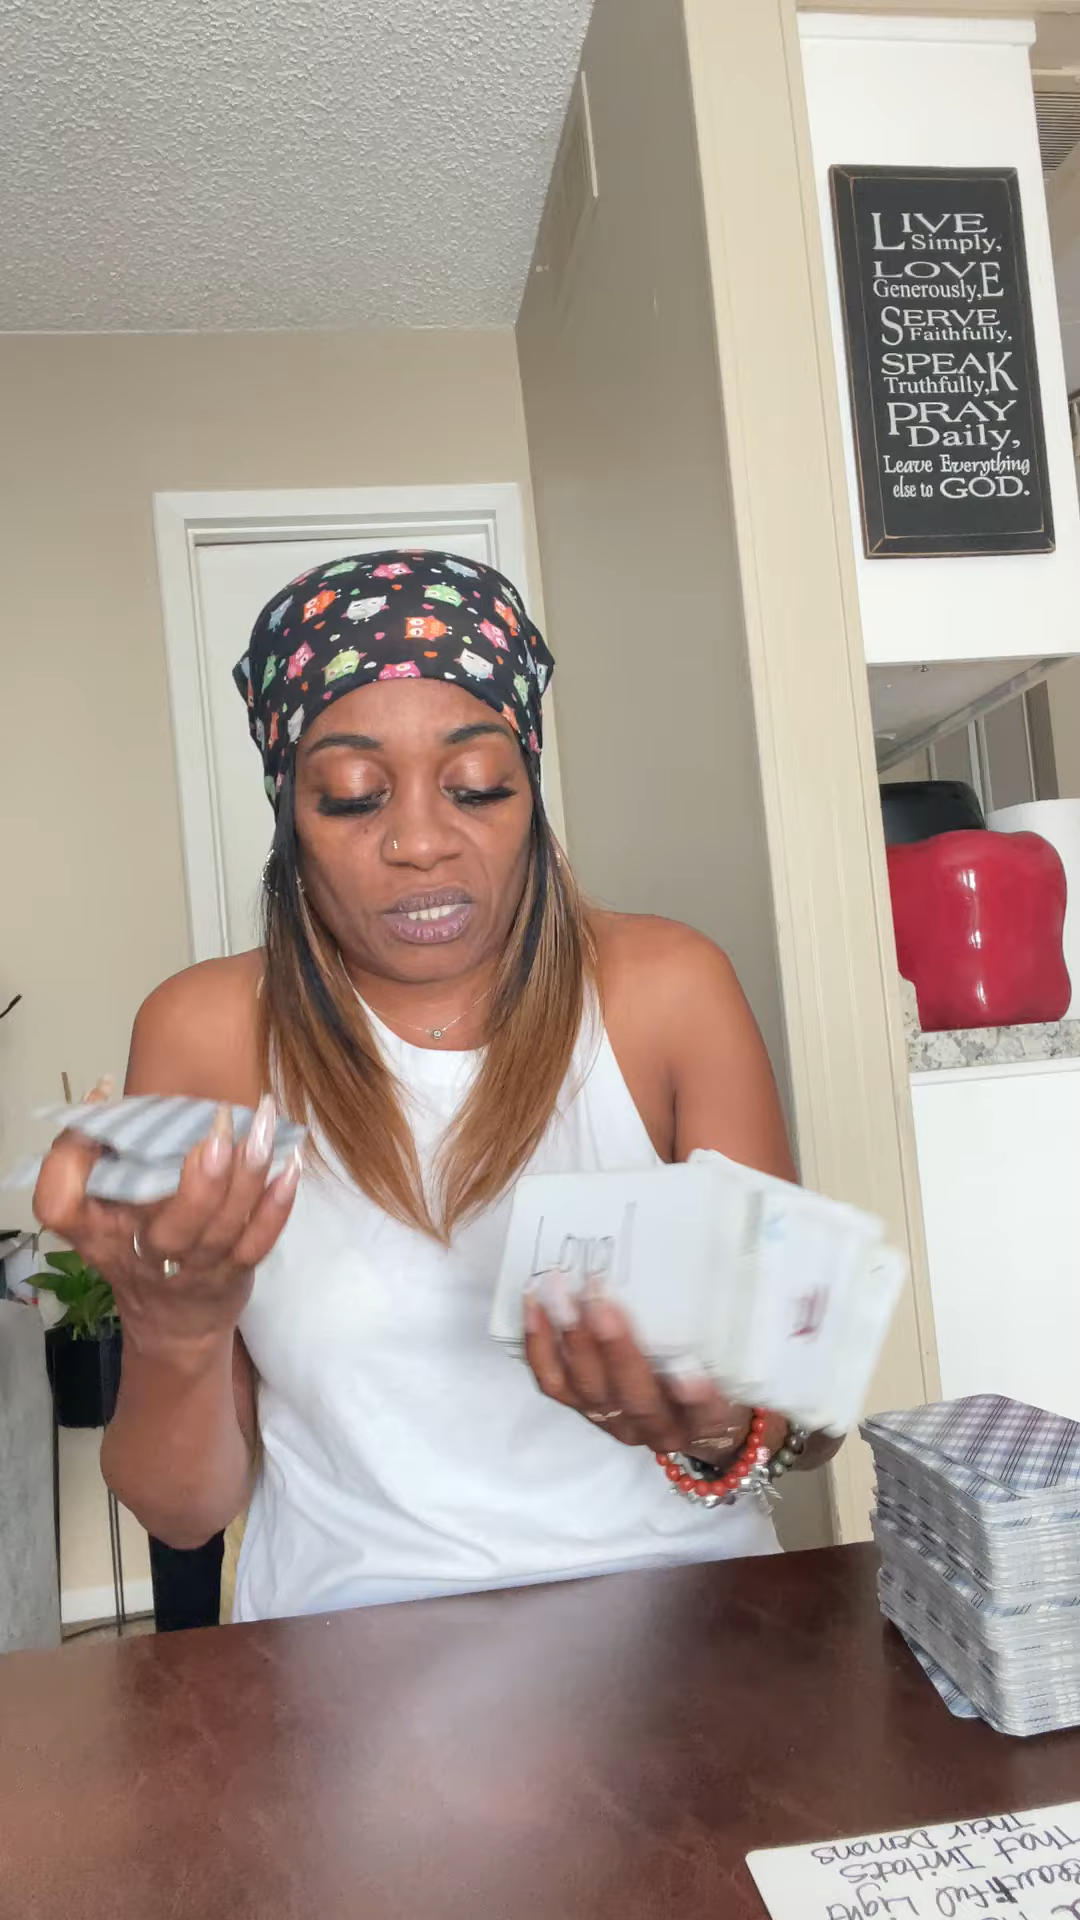 LIVE
Simply,
LOVE
Generously,
SERVE
Faithfully,
SPEAK
Truthfully,
PRAY
Daily,
Leave Everything
else to GOD.
Beautiful Light
That Irritates
Their Demons